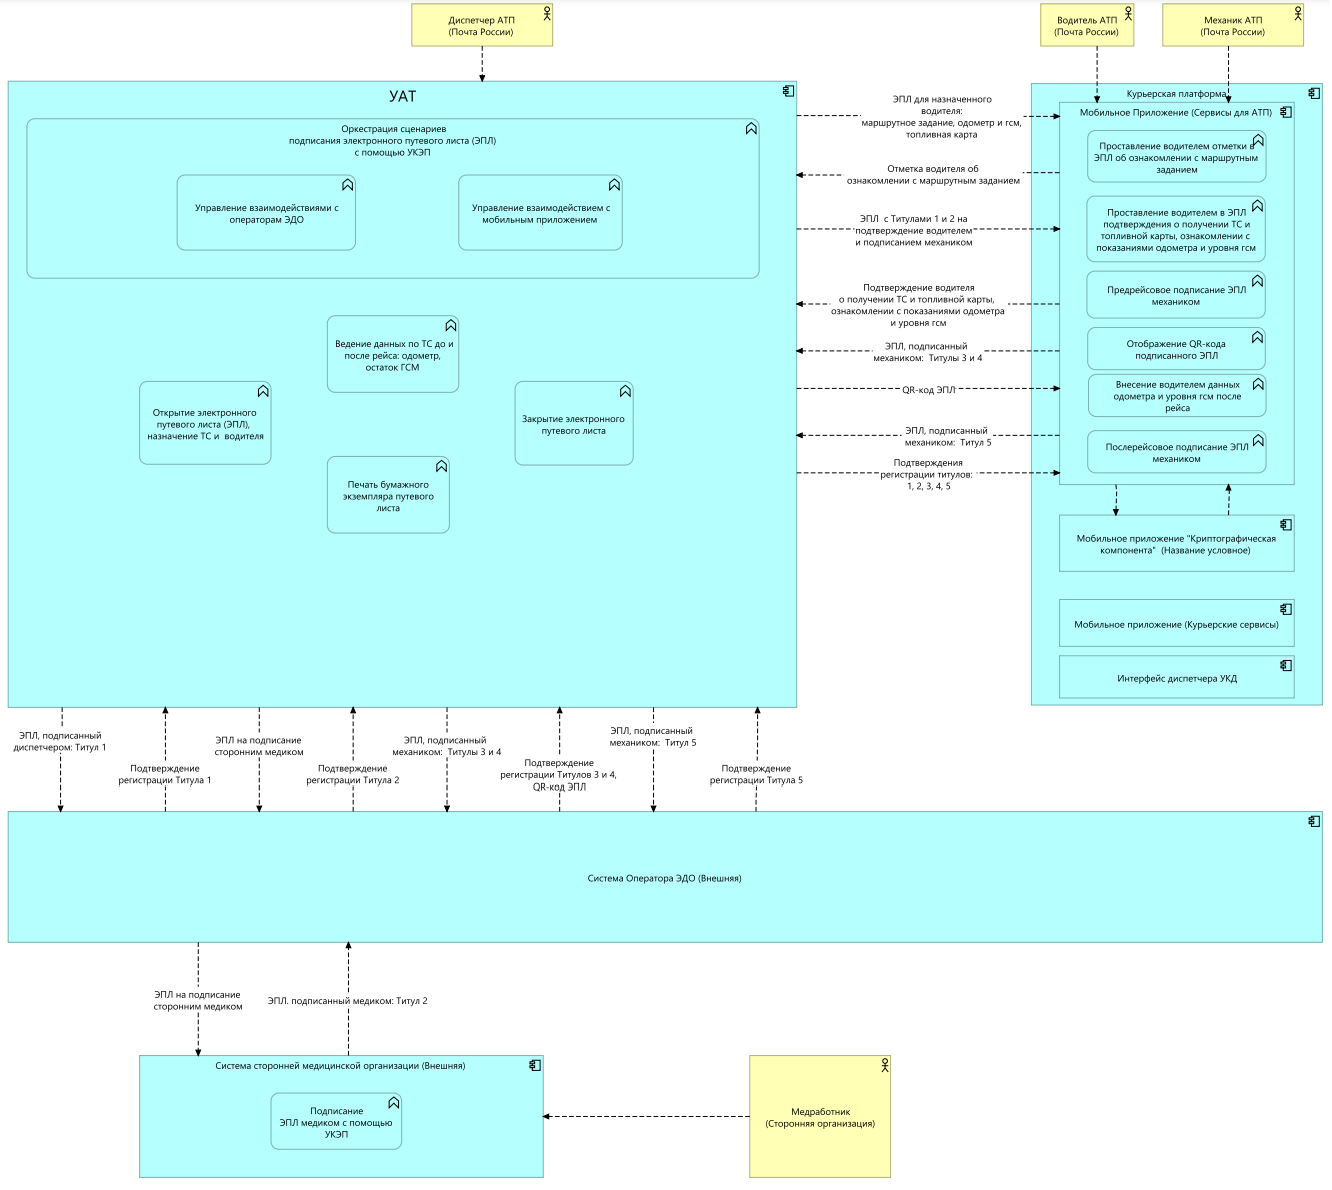 Диспетчер АТП
(Почта России)
Водитель АТП
(Почта России)
Механик АТП
(Почта России)
УАТ
Оркестрация сценариев
подписания электронного путевого листа (ЭПЛ)
с помощью УКЭП
Управление взаимодействиями с
операторам ЭДО
Управление взаимодействием с
мобильным приложением
Ведение данных по ТС до и
после рейса: одометр,
остаток ГСМ
Открытие электронного
путевого листа (ЭПЛ),
назначение ТС и водителя
Закрытие электронного
путевого листа
Печать бумажного
экземпляра путевого
листа
ЭПЛ для назначенного
водителя:
маршрутное задание, одометр и гсм,
топливная карта
Отметка водителя об
ознакомлении с маршрутным заданием
ЭПЛ с Титулами 1 и 2 на
подтверждение водителем
и подписанием механиком
Подтверждение водителя
о получении ТС и топливной карты,
ознакомлении с показаниями одометра
и уровня гсм
ЭПЛ, подписанный
механиком: Титулы 3 и 4
QR-код ЭПЛ
ЭПЛ, подписанный
механиком: Титул 5
Подтверждения
регистрации титулов:
1, 2, 3, 4, 5
Курьерская платформа
Мобильное Приложение (Сервисы для АТП)
Проставление водителем отметки в
ЭПЛ об ознакомлении с маршрутным
заданием
Проставление водителем в ЭПЛ
подтверждения о получении ТС и
топливной карты, ознакомлении с
показаниями одометра и уровня гсм
Предрейсовое подписание ЭПЛ
механиком
Отображение QR-кода
подписанного ЭПЛ
Внесение водителем данных
одометра и уровня гсм после
рейса
Послерейсовое подписание ЭПЛ
механиком
Мобильное приложение "Криптографическая
компонента" (Название условное)
Мобильное приложение (Курьерские сервисы)
Интерфейс диспетчера УКД
ЭПЛ, подписанный
диспетчером: Титул 1
Подтверждение
регистрации Титула 1
ЭПЛ на подписание
сторонним медиком
Подтверждение
регистрации Титула 2
ЭПЛ, подписанный
механиком: Титулы 3 и 4
Подтверждение
регистрации Титулов 3 и 4,
QR-код ЭПЛ
ЭПЛ, подписанный
механиком: Титул 5
Подтверждение
регистрации Титула 5
Система Оператора ЭДО (Внешняя)
ЭПЛ на подписание
сторонним медиком
ЭПЛ. подписанный медиком: Титул 2
Система сторонней медицинской организации (Внешняя)
Подписание
ЭПЛ медиком с помощью
УКЭП
Медработник
(Сторонняя организация)